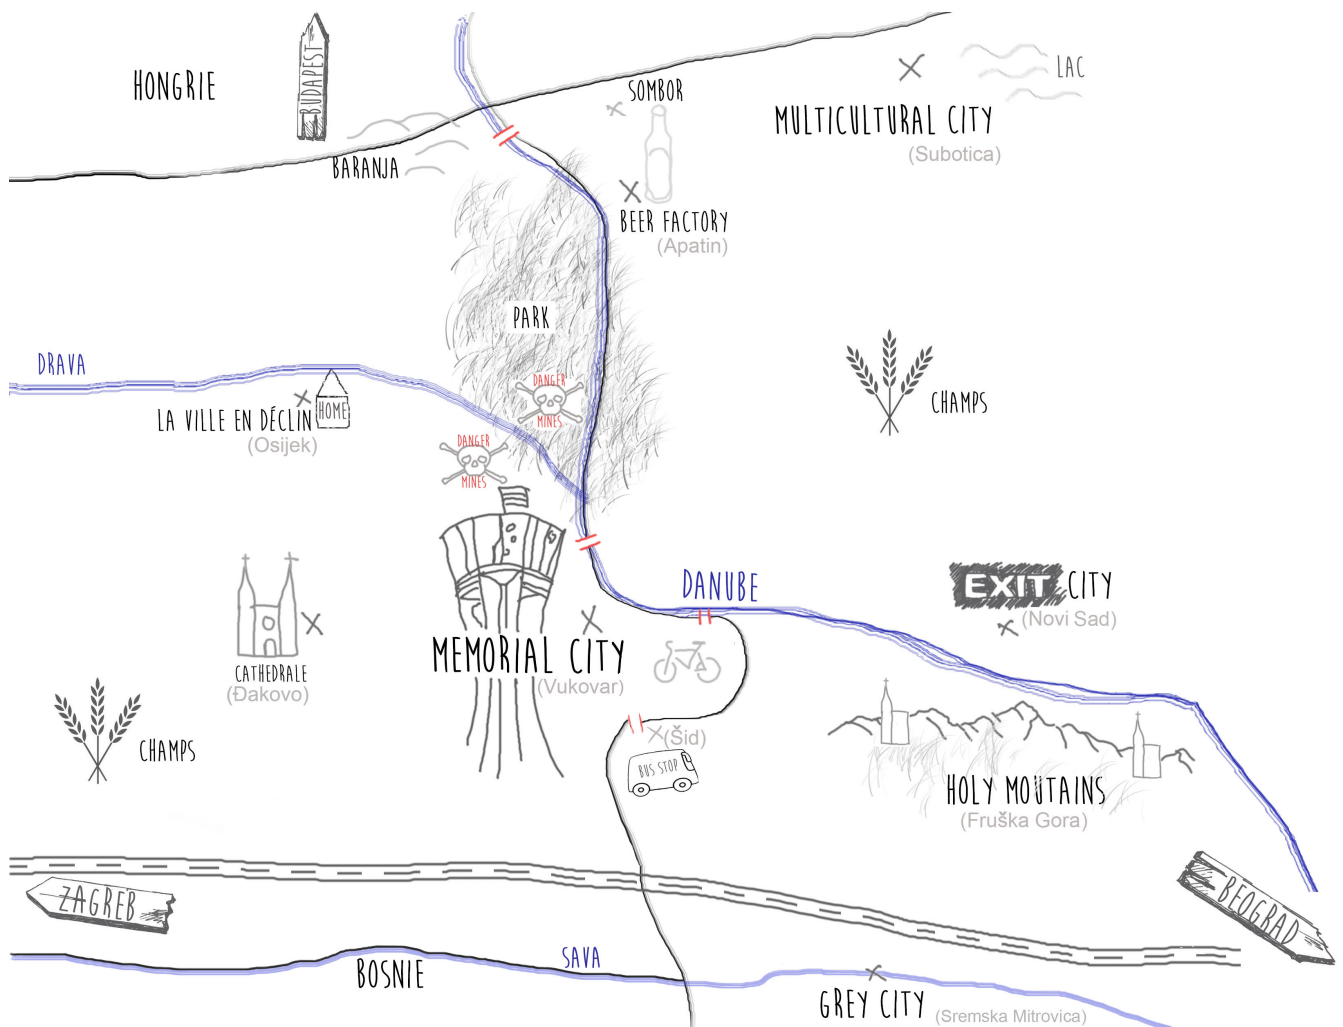 HONGRIE
BUDAPEST
SOMBOR
LAC
MULTICULTURAL CITY
(Subotica)
BARANJA
BEER FACTORY
(Apatin)
PARK
DRAVA
DANGER
MINES
CHAMPS
LA VILLE EN DÉCLIN
HOME
(Osijek)
DANGER
MINES
DANUBE
EXIT CITY
(Novi Sad)
MEMORIAL CITY
(Vukovar)
CATHEDRALE
(Đakovo)
CHAMPS
(Šid)
BUS STOP
HOLY MOUTAINS
(Fruška Gora)
ZAGREB
BEOGRAD
SAVA
BOSNIE
GREY CITY
(Sremska Mitrovica)